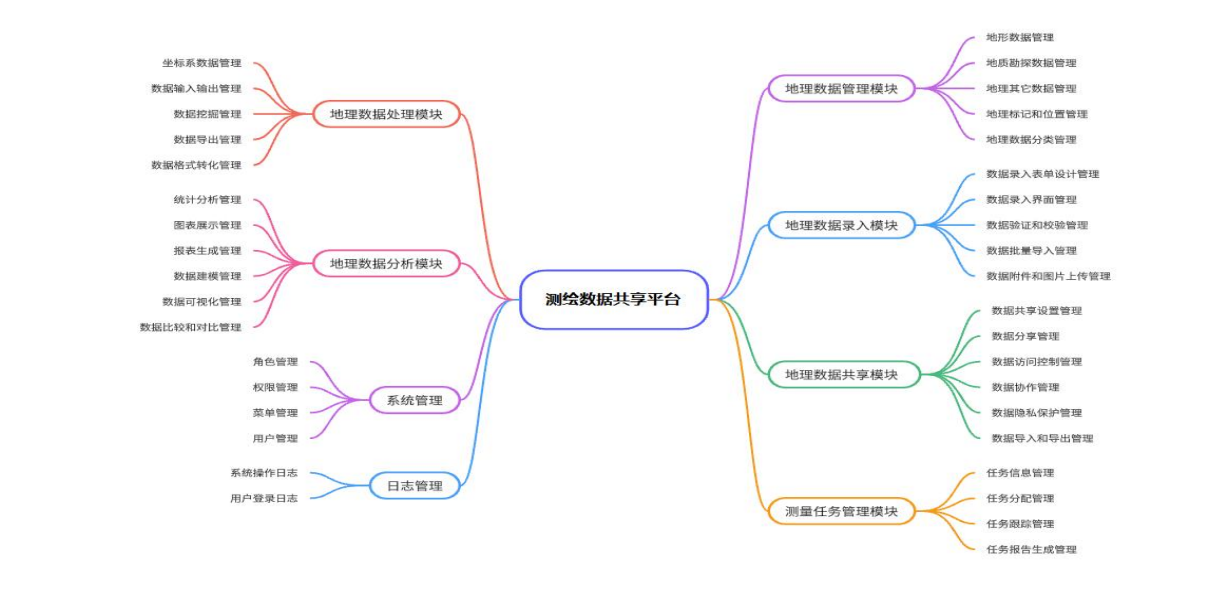 测绘数据共享平台
地理数据处理模块
坐标系数据管理
数据输入输出管理
数据挖掘管理
数据导出管理
数据格式转化管理
地理数据分析模块
统计分析管理
图表展示管理
报表生成管理
数据建模管理
数据可视化管理
数据比较和对比管理
系统管理
角色管理
权限管理
菜单管理
用户管理
日志管理
系统操作日志
用户登录日志
地理数据管理模块
地形数据管理
地质勘探数据管理
地理其它数据管理
地理标记和位置管理
地理数据分类管理
地理数据录入模块
数据录入表单设计管理
数据录入界面管理
数据验证和校验管理
数据批量导入管理
数据附件和图片上传管理
地理数据共享模块
数据共享设置管理
数据分享管理
数据访问控制管理
数据协作管理
数据隐私保护管理
数据导入和导出管理
测量任务管理模块
任务信息管理
任务分配管理
任务跟踪管理
任务报告生成管理